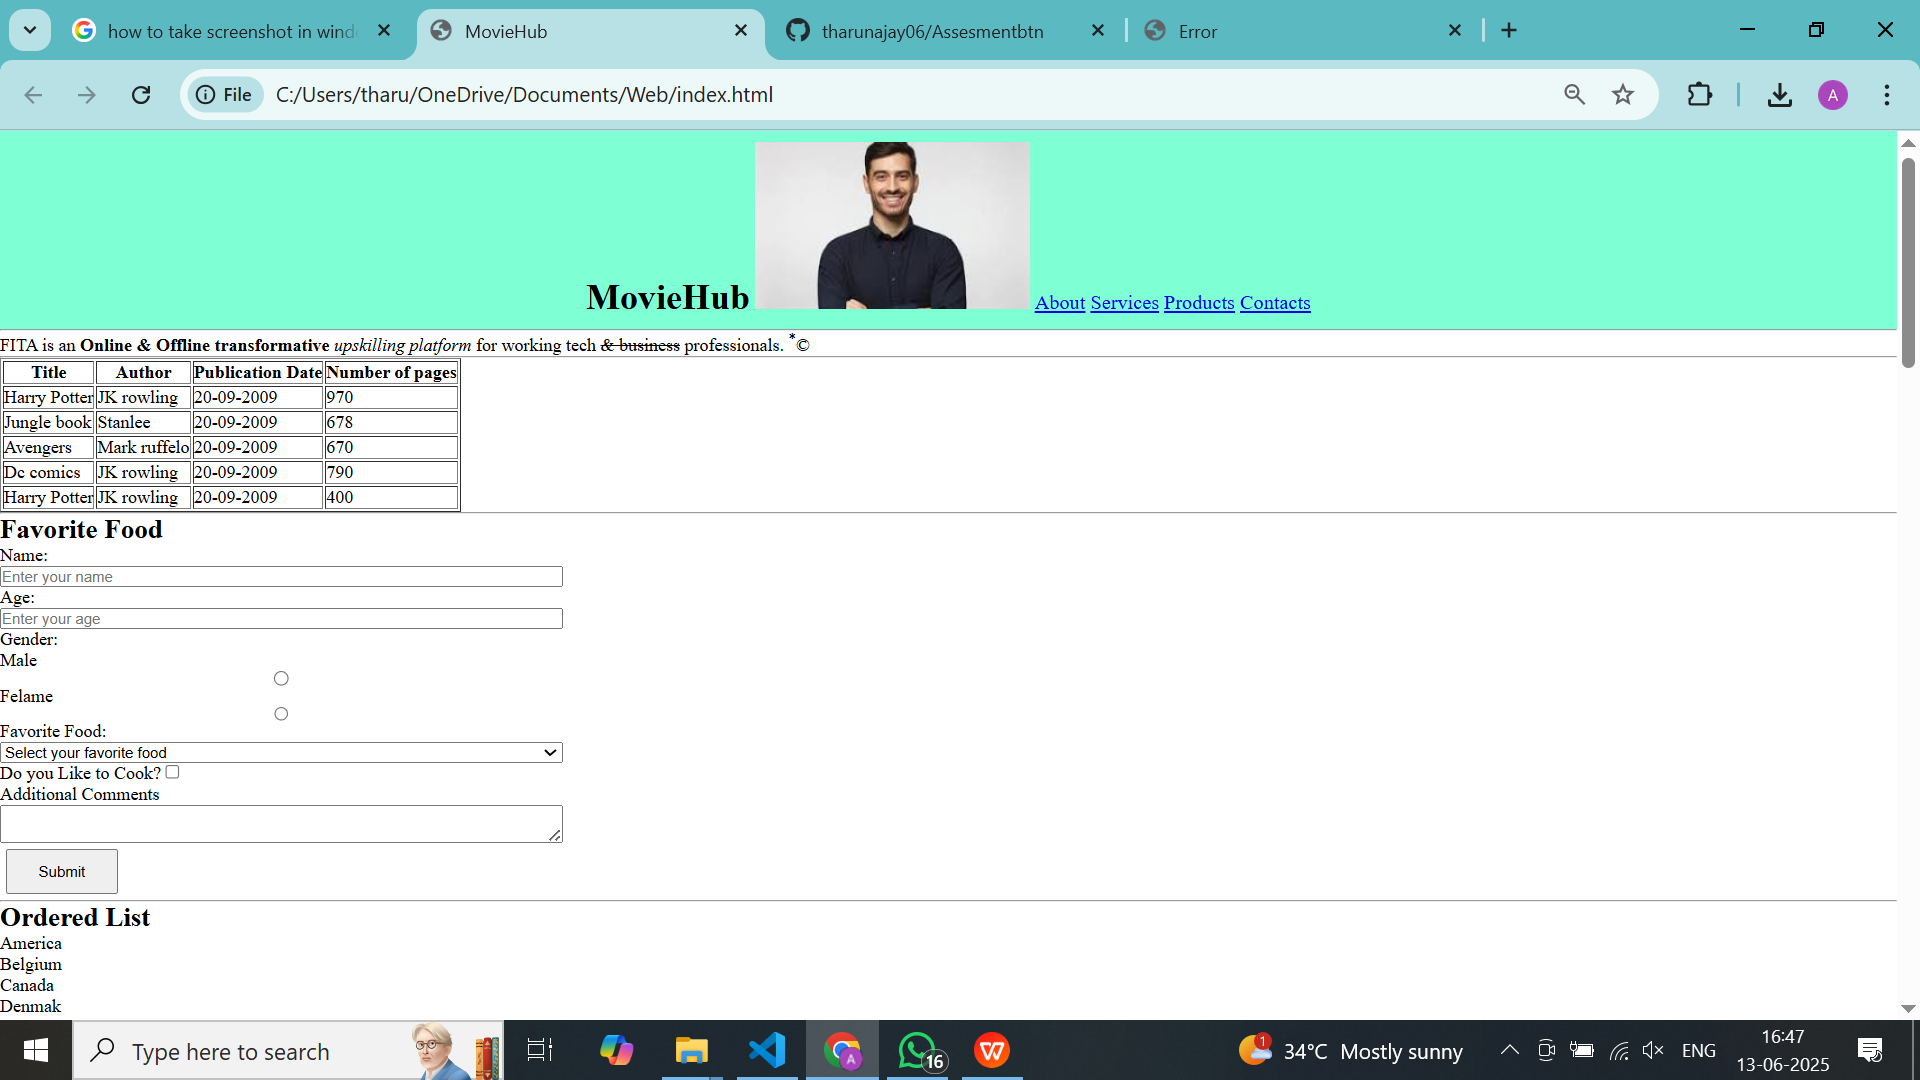 how to take screenshot in wind
MovieHub
tharunajay06/Assesmentbtn
Error
File C:/Users/tharu/OneDrive/Documents/Web/index.html
A
MovieHub About Services Products Contacts
FITA is an Online & Offline transformative upskilling platform for working tech & business professionals. *©
Title Author Publication Date Number of pages
Harry Potter JK rowling 20-09-2009 970
Jungle book Stanlee 20-09-2009 678
Avengers Mark ruffelo 20-09-2009 670
Dc comics JK rowling 20-09-2009 790
Harry Potter JK rowling 20-09-2009 400
Favorite Food
Name:
Enter your name
Age:
Enter your age
Gender:
Male
Felame
Favorite Food:
Select your favorite food
Do you Like to Cook?
Additional Comments
Submit
Ordered List
America
Belgium
Canada
Denmak
Type here to search
A
16
W
1
34°C Mostly sunny
ENG
16:47
13-06-2025